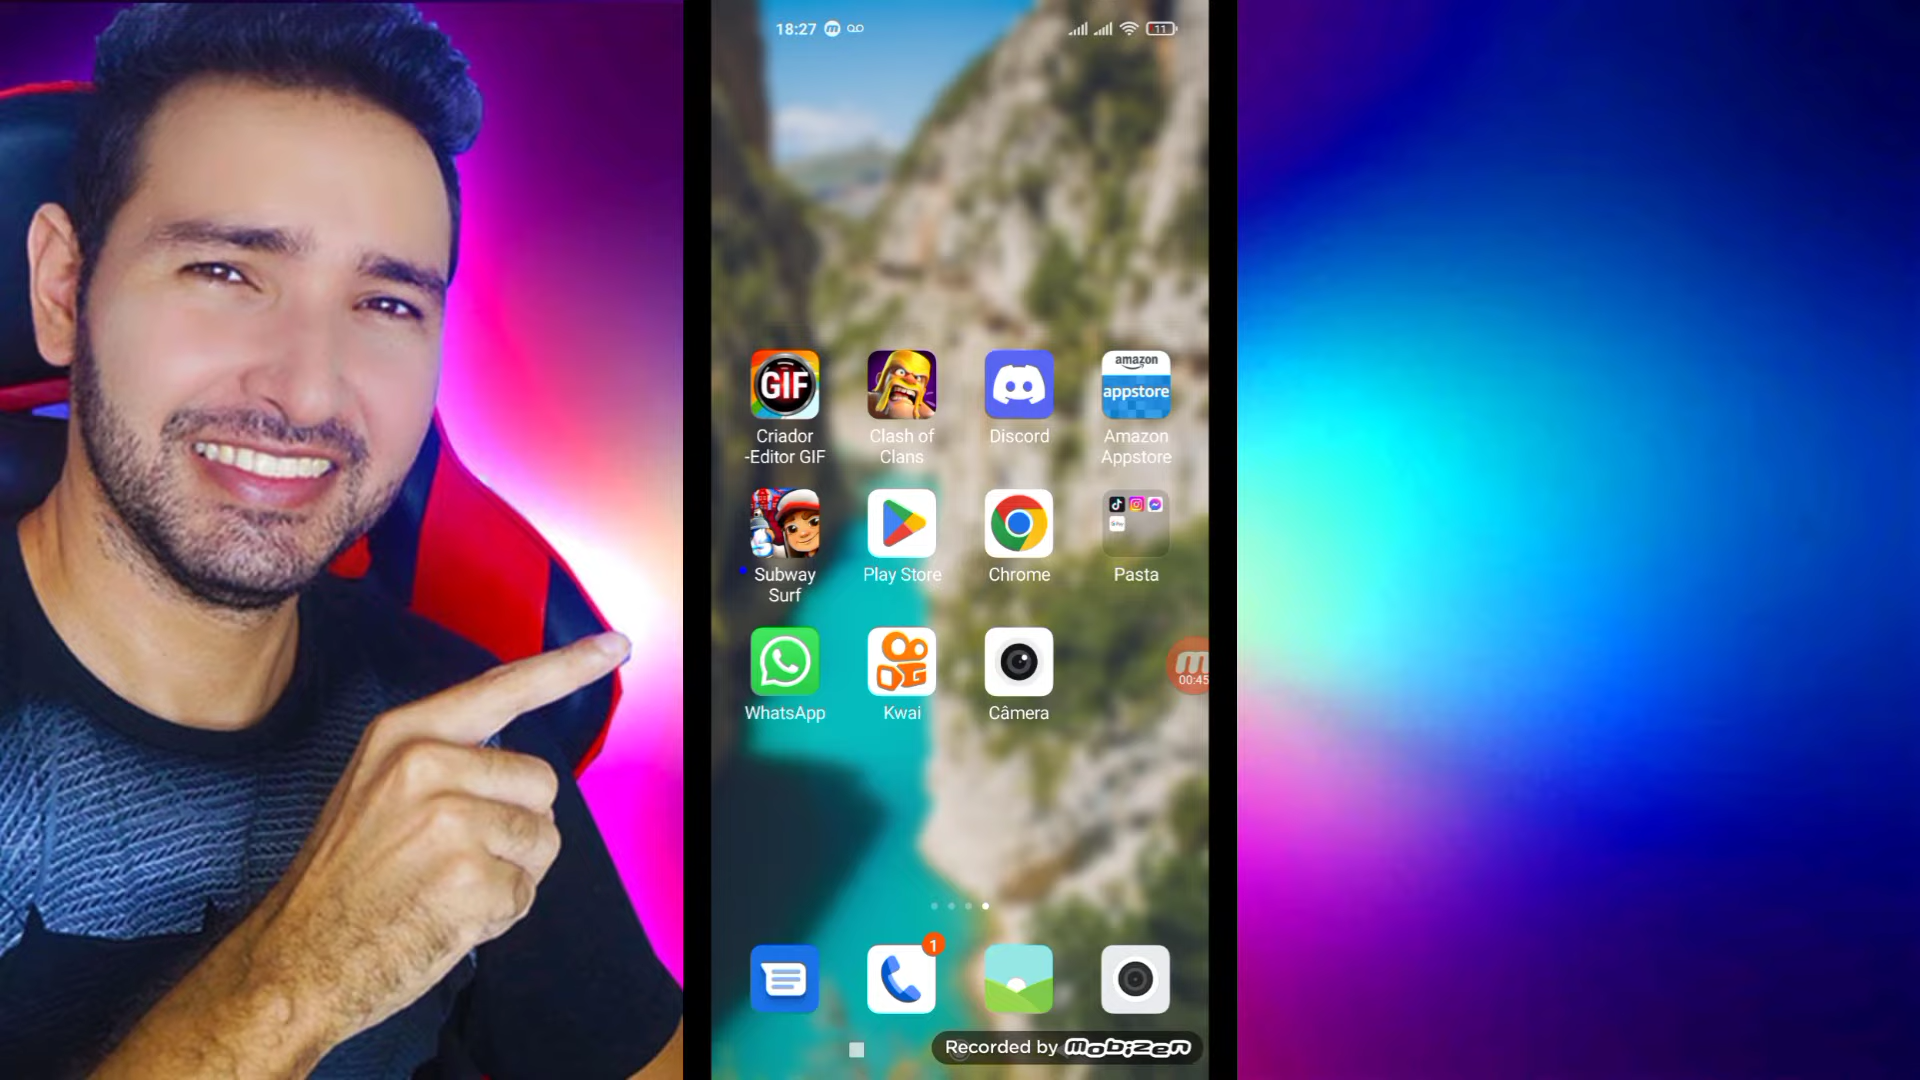 18:27
11
GIF
amazon
appstore
Criador
-Editor GIF
Clash of
Clans
Discord
Amazon
Appstore
Subway
Surf
Play Store
Chrome
Pasta
WhatsApp
Kwai
Câmera
00:45
1
Recorded by mobizen